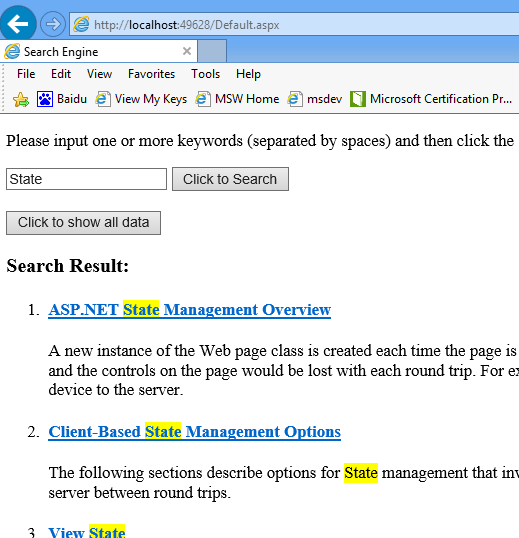 http://localhost:49628/Default.aspx
Search Engine ×
File Edit View Favorites Tools Help
Baidu View My Keys MSW Home msdev Microsoft Certification Pr...
Please input one or more keywords (separated by spaces) and then click the
State Click to Search
Click to show all data
Search Result:
1. ASP.NET State Management Overview
A new instance of the Web page class is created each time the page is
and the controls on the page would be lost with each round trip. For
device to the server.
2. Client-Based State Management Options
The following sections describe options for State management that
server between round trips.
3. View State